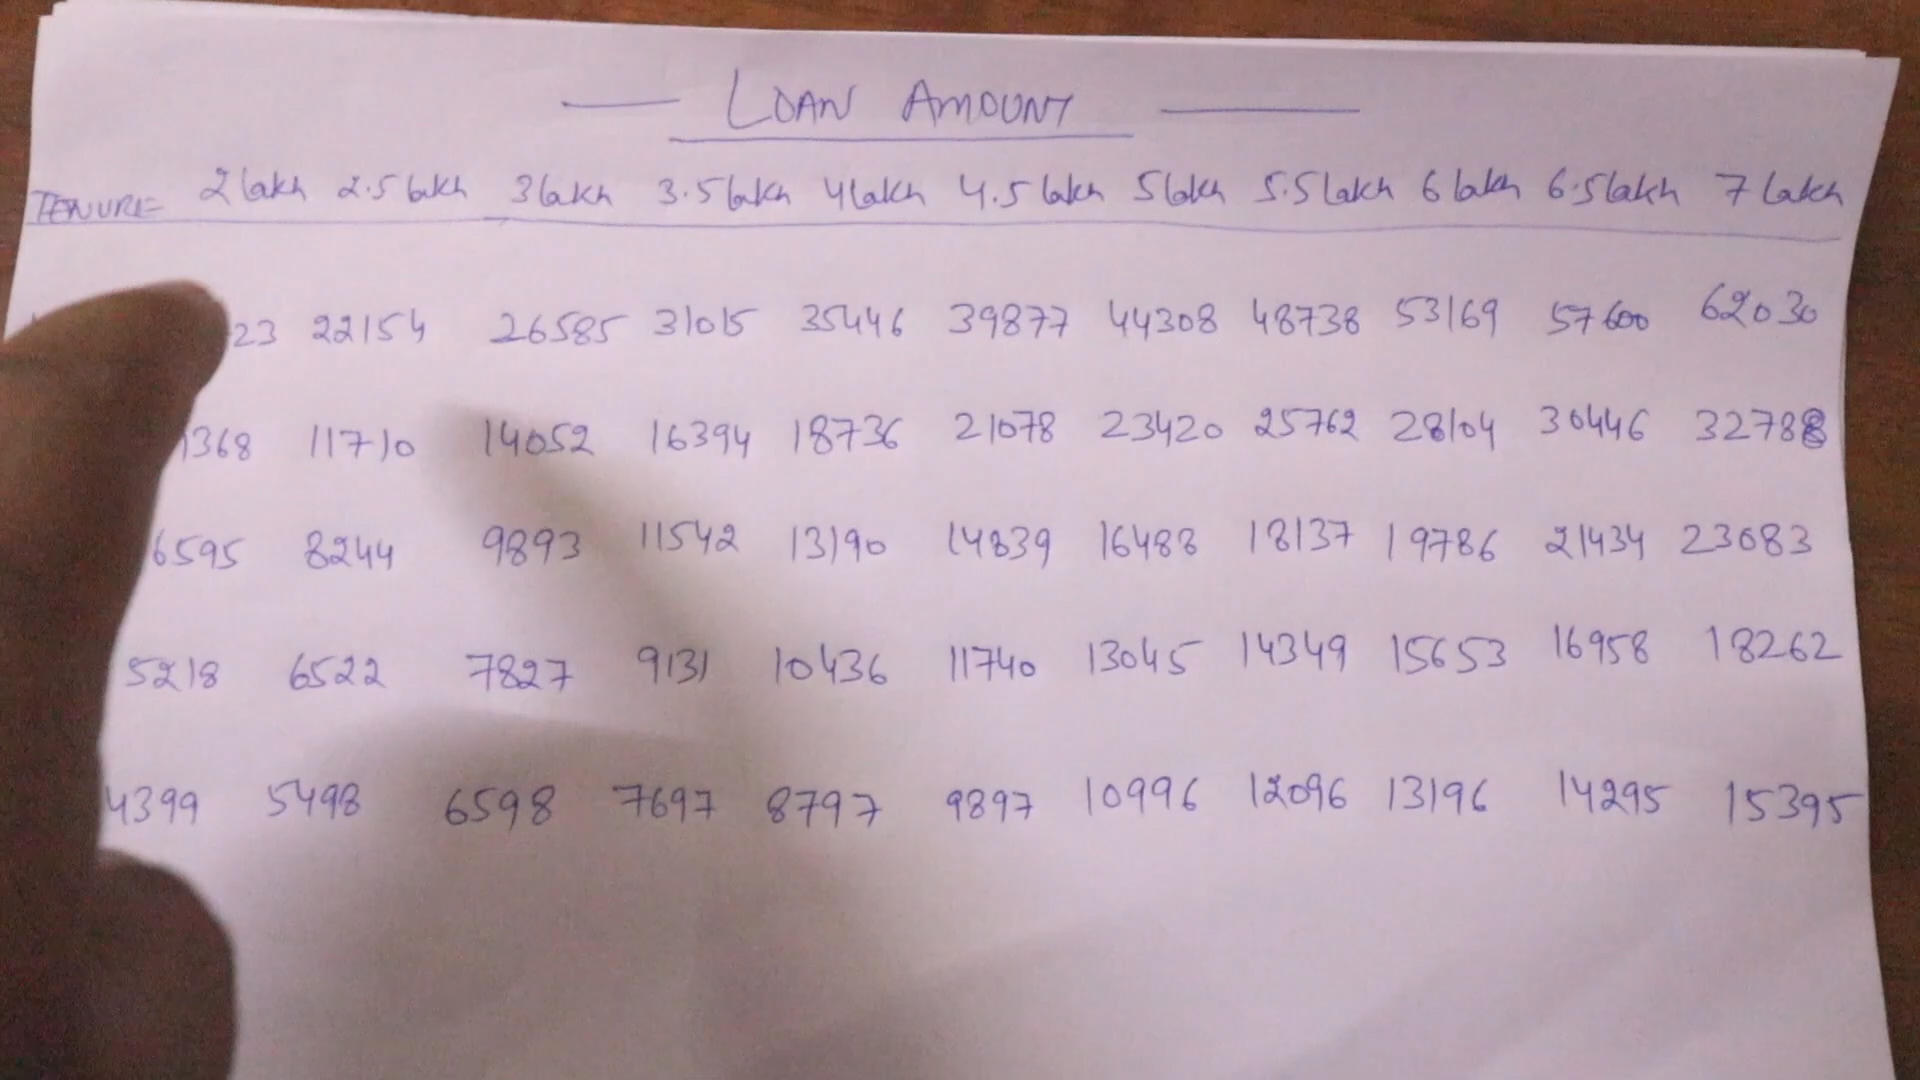 LOAN AMOUNT
TENURE 2 lakh 2.5 lakh 3 lakh 3.5 lakh 4 lakh 4.5 lakh 5 lakh 5.5 lakh 6 lakh 6.5 lakh 7 lakh
23 22154 26585 31015 35446 39877 44308 48738 53169 57600 62030
368 11710 14052 16394 18736 21078 23420 25762 28104 30446 32788
6595 8244 9893 11542 13190 14839 16488 18137 19786 21434 23083
5218 6522 7827 9131 10436 11740 13045 14349 15653 16958 18262
4399 5498 6598 7697 8797 9897 10996 12096 13196 14295 15395